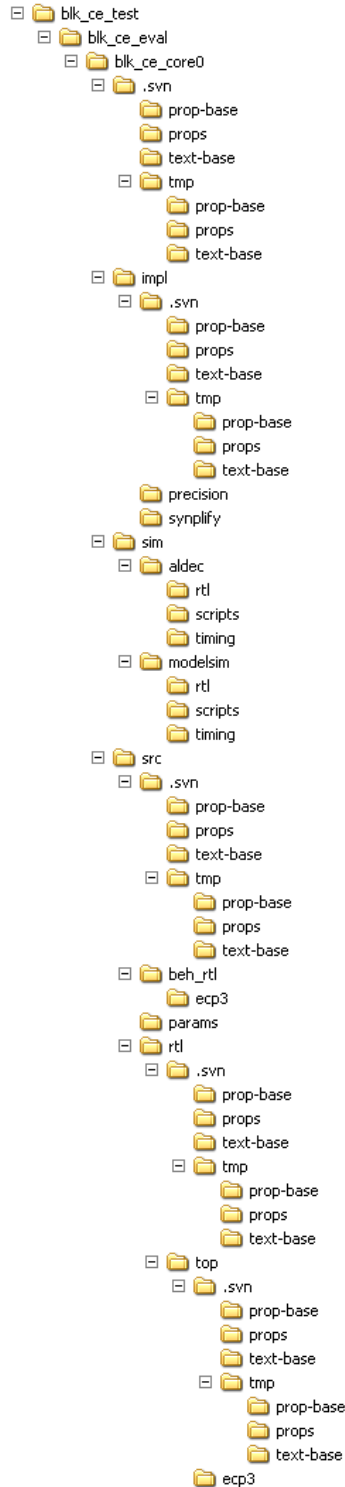 blk_ce_test
blk_ce_eval
blk_ce_core0
.svn
prop-base
props
text-base
tmp
prop-base
props
text-base
impl
.svn
prop-base
props
text-base
tmp
prop-base
props
text-base
precision
synplify
sim
aldec
rtl
scripts
timing
modelsim
rtl
scripts
timing
src
.svn
prop-base
props
text-base
tmp
prop-base
props
text-base
beh_rtl
ecp3
params
rtl
.svn
prop-base
props
text-base
tmp
prop-base
props
text-base
top
.svn
prop-base
props
text-base
tmp
prop-base
props
text-base
ecp3